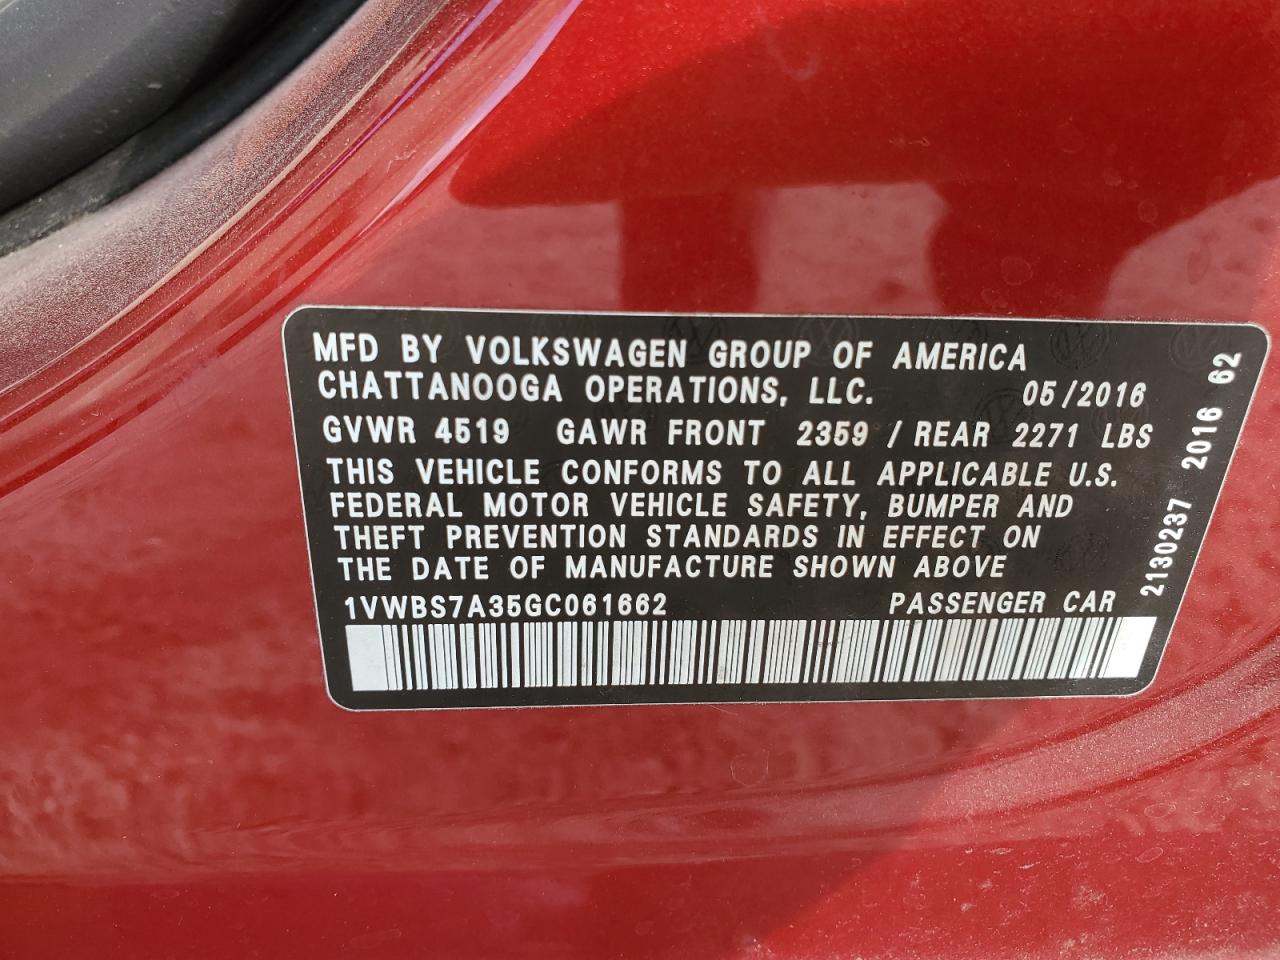 MFD BY VOLKSWAGEN GROUP OF AMERICA
CHATTANOOGA OPERATIONS, LLC. 05/2016
GVWR 4519 GAWR FRONT 2359 / REAR 2271 LBS
THIS VEHICLE CONFORMS TO ALL APPLICABLE U.S.
FEDERAL MOTOR VEHICLE SAFETY, BUMPER AND
THEFT PREVENTION STANDARDS IN EFFECT ON
THE DATE OF MANUFACTURE SHOWN ABOVE
1VWBS7A35GC061662 PASSENGER CAR
2130237 2016 62